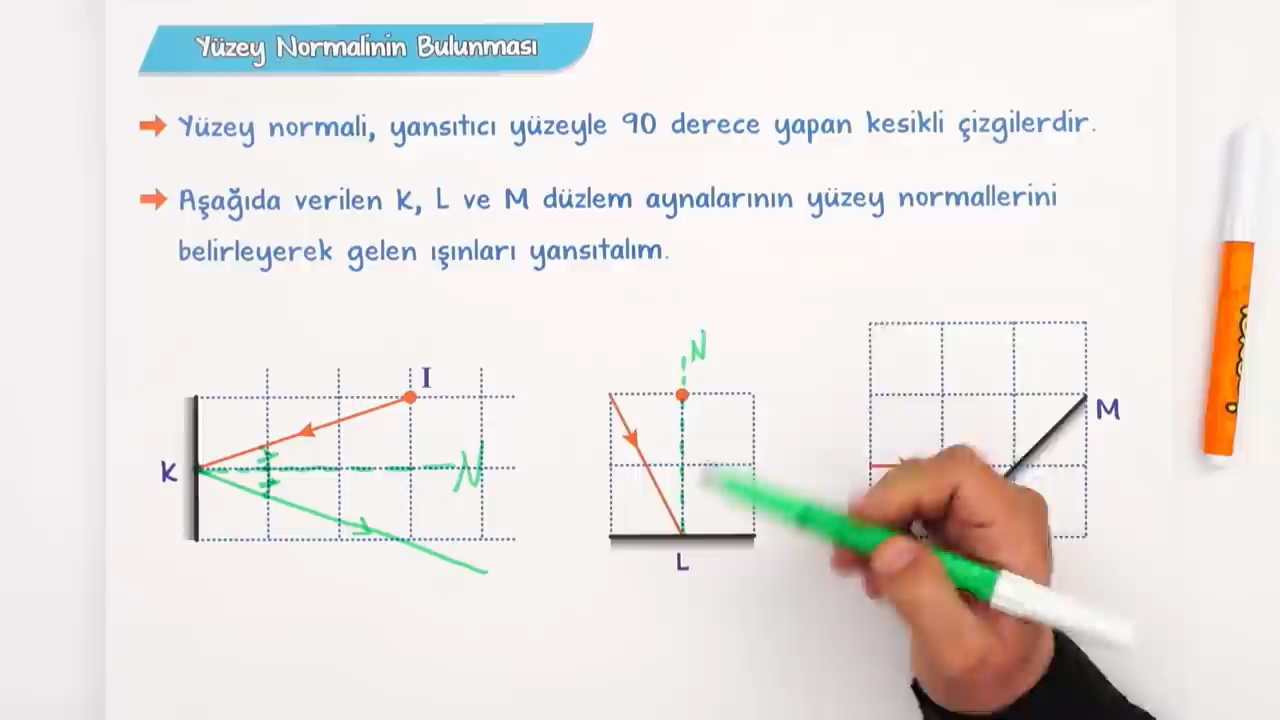 Yüzey Normalinin Bulunması
Yüzey normali, yansıtıcı yüzeyle 90 derece yapan kesikli çizgilerdir.
Aşağıda verilen K, L ve M düzlem aynalarının yüzey normallerini
belirleyerek gelen ışınları yansıtalım.
I
K
N
N
L
M